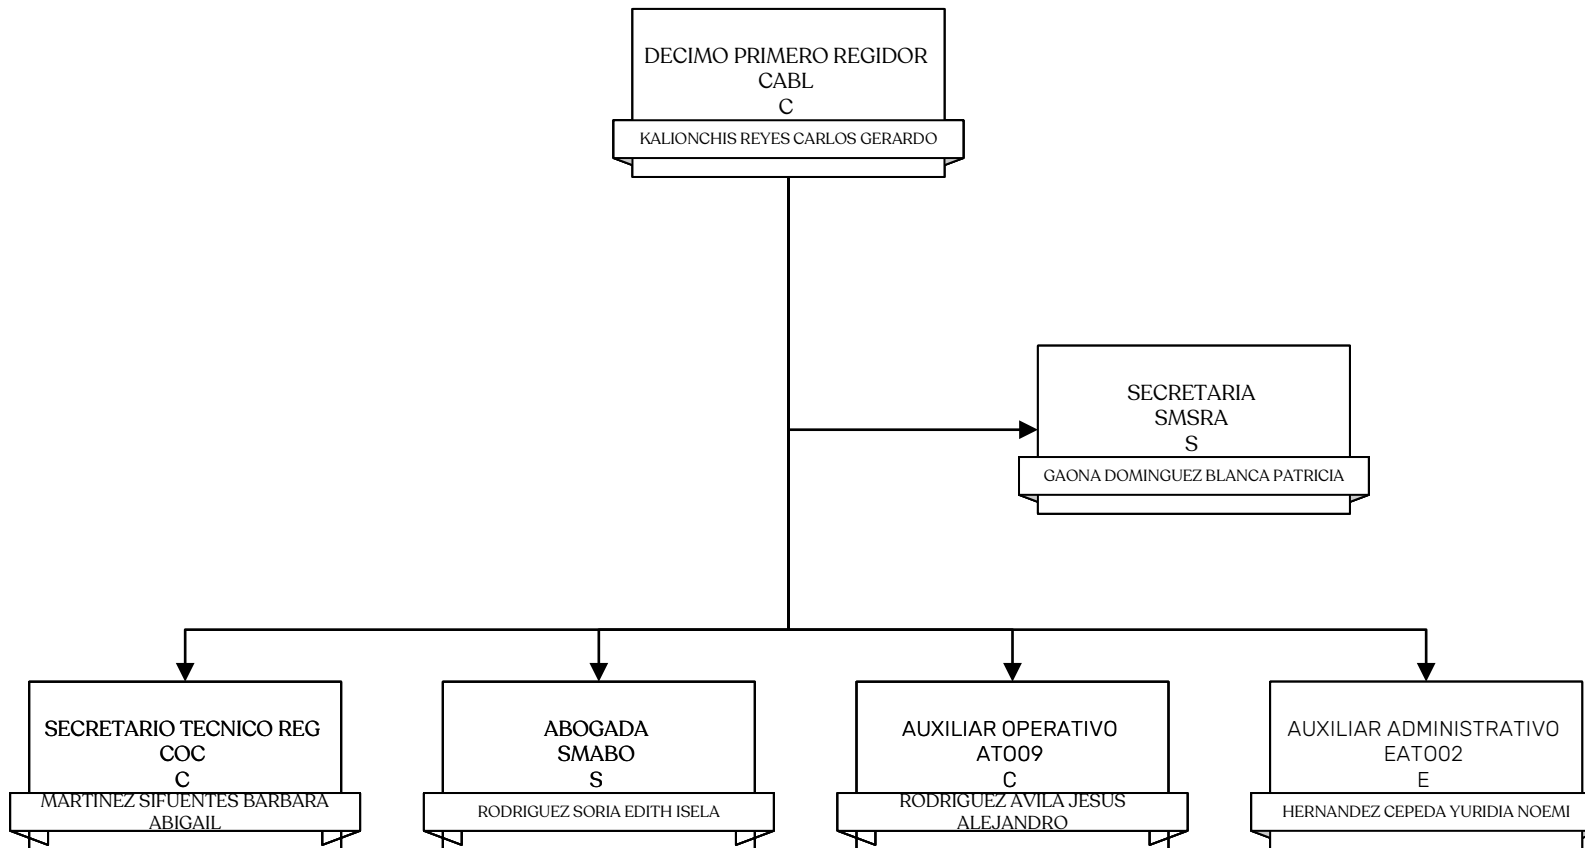 DECIMO PRIMERO REGIDOR
CABL
C
KALIONCHIS REYES CARLOS GERARDO
SECRETARIA
SMSRA
S
GAONA DOMINGUEZ BLANCA PATRICIA
SECRETARIO TECNICO REG
COC
C
MARTINEZ SIFUENTES BARBARA
ABIGAIL
ABOGADA
SMABO
S
RODRIGUEZ SORIA EDITH ISELA
AUXILIAR OPERATIVO
AT009
C
RODRIGUEZ AVILA JESUS
ALEJANDRO
AUXILIAR ADMINISTRATIVO
EAT002
E
HERNANDEZ CEPEDA YURIDIA NOEMI